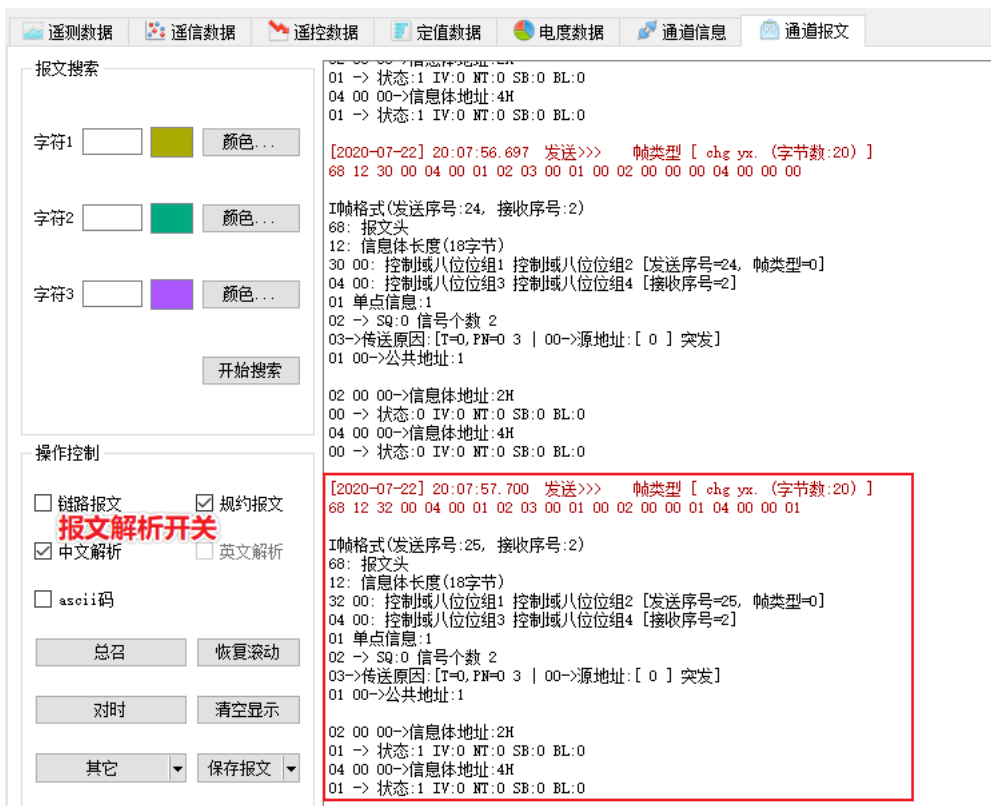 遥测数据 遥信数据 遥控数据 定值数据 电度数据 通道信息 通道报文
报文搜索
字符1 颜色...
字符2 颜色...
字符3 颜色...
开始搜索
操作控制
链路报文 规约报文
报文解析开关
中文解析 英文解析
ascii码
总召 恢复滚动
对时 清空显示
其它 保存报文
01 -> 状态:1 IV:0 NT:0 SB:0 BL:0
04 00 00->信息体地址:4H
01 -> 状态:1 IV:0 NT:0 SB:0 BL:0
[2020-07-22] 20:07:56.697 发送>>> 帧类型 [ chg yx. (字节数:20) ]
68 12 30 00 04 00 01 02 03 00 01 00 02 00 00 00 04 00 00 00
I帧格式(发送序号:24, 接收序号:2)
68: 报文头
12: 信息体长度(18字节)
30 00: 控制域八位位组1 控制域八位位组2 [发送序号=24, 帧类型=0]
04 00: 控制域八位位组3 控制域八位位组4 [接收序号=2]
01 单点信息:1
02 -> SQ:0 信号个数 2
03->传送原因:[T=0,PN=0 3 | 00->源地址:[ 0 ] 突发]
01 00->公共地址:1
02 00 00->信息体地址:2H
00 -> 状态:0 IV:0 NT:0 SB:0 BL:0
04 00 00->信息体地址:4H
00 -> 状态:0 IV:0 NT:0 SB:0 BL:0
[2020-07-22] 20:07:57.700 发送>>> 帧类型 [ chg yx. (字节数:20) ]
68 12 32 00 04 00 01 02 03 00 01 00 02 00 00 01 04 00 00 01
I帧格式(发送序号:25, 接收序号:2)
68: 报文头
12: 信息体长度(18字节)
32 00: 控制域八位位组1 控制域八位位组2 [发送序号=25, 帧类型=0]
04 00: 控制域八位位组3 控制域八位位组4 [接收序号=2]
01 单点信息:1
02 -> SQ:0 信号个数 2
03->传送原因:[T=0,PN=0 3 | 00->源地址:[ 0 ] 突发]
01 00->公共地址:1
02 00 00->信息体地址:2H
01 -> 状态:1 IV:0 NT:0 SB:0 BL:0
04 00 00->信息体地址:4H
01 -> 状态:1 IV:0 NT:0 SB:0 BL:0